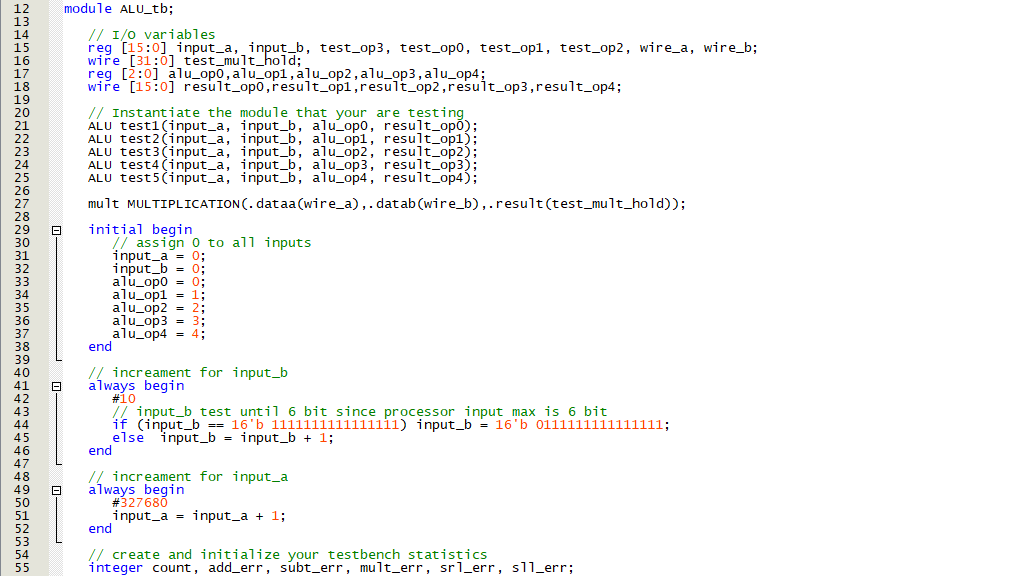 12 module ALU_tb;
13
14 // I/O variables
15 reg [15:0] input_a, input_b, test_op3, test_op0, test_op1, test_op2, wire_a, wire_b;
16 wire [31:0] test_mult_hold;
17 reg [2:0] alu_op0,alu_op1,alu_op2,alu_op3,alu_op4;
18 wire [15:0] result_op0,result_op1,result_op2,result_op3,result_op4;
19
20 // Instantiate the module that your are testing
21 ALU test1(input_a, input_b, alu_op0, result_op0);
22 ALU test2(input_a, input_b, alu_op1, result_op1);
23 ALU test3(input_a, input_b, alu_op2, result_op2);
24 ALU test4(input_a, input_b, alu_op3, result_op3);
25 ALU test5(input_a, input_b, alu_op4, result_op4);
26
27 mult MULTIPLICATION(.dataa(wire_a),.datab(wire_b),.result(test_mult_hold));
28
29 initial begin
30 // assign 0 to all inputs
31 input_a = 0;
32 input_b = 0;
33 alu_op0 = 0;
34 alu_op1 = 1;
35 alu_op2 = 2;
36 alu_op3 = 3;
37 alu_op4 = 4;
38 end
39
40 // increament for input_b
41 always begin
42 #10
43 // input_b test until 6 bit since processor input max is 6 bit
44 if (input_b == 16'b 1111111111111111) input_b = 16'b 0111111111111111;
45 else input_b = input_b + 1;
46 end
47
48 // increament for input_a
49 always begin
50 #327680
51 input_a = input_a + 1;
52 end
53
54 // create and initialize your testbench statistics
55 integer count, add_err, subt_err, mult_err, srl_err, sll_err;